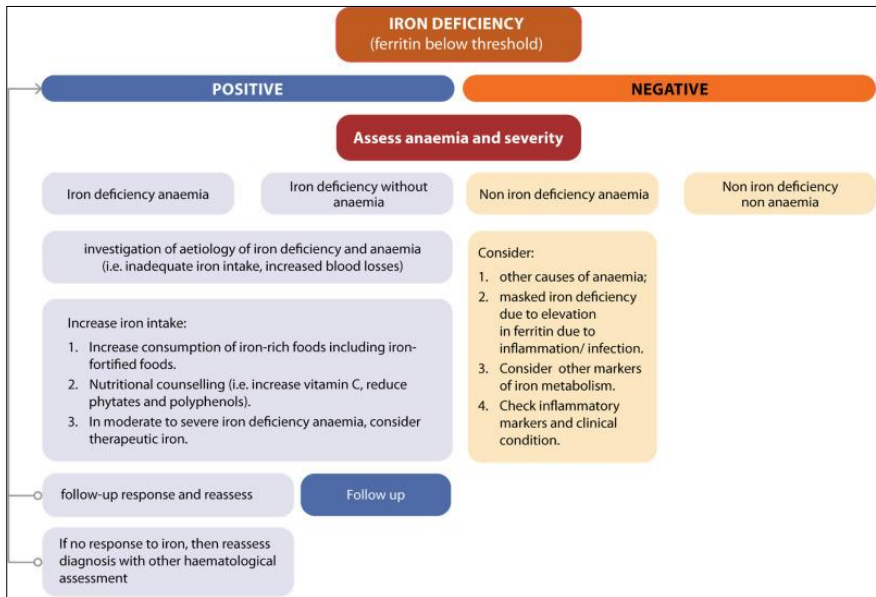 IRON DEFICIENCY
(ferritin below threshold)
POSITIVE
NEGATIVE
Assess anaemia and severity
Iron deficiency anaemia
Iron deficiency without
anaemia
Non iron deficiency anaemia
Non iron deficiency
non anaemia
investigation of aetiology of iron deficiency and anaemia
(i.e. inadequate iron intake, increased blood losses)
Increase iron intake:
1. Increase consumption of iron-rich foods including iron-
fortified foods.
2. Nutritional counselling (i.e. increase vitamin C, reduce
phytates and polyphenols).
3. In moderate to severe iron deficiency anaemia, consider
therapeutic iron.
Consider:
1. other causes of anaemia;
2. masked iron deficiency
due to elevation
in ferritin due to
inflammation/ infection.
3. Consider other markers
of iron metabolism.
4. Check inflammatory
markers and clinical
condition.
follow-up response and reassess
Follow up
If no response to iron, then reassess
diagnosis with other haematological
assessment